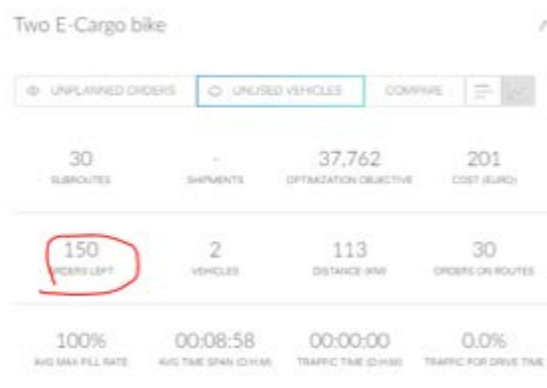 Two E-Cargo bike
UNPLANNED ORDERS UNUSED VEHICLES COMPARE
30 - 37,762 201
SUBROUTES SHIPMENTS OPTIMIZATION OBJECTIVE COST (EURO)
150 2 113 30
ORDERS LEFT VEHICLES DISTANCE (KM) ORDERS ON ROUTES
100% 00:08:58 00:00:00 0.0%
AVG MAX FILL RATE AVG TIME SPAN (D:H:M) TRAFFIC TIME (D:H:M) TRAFFIC FOR DRIVE TIME